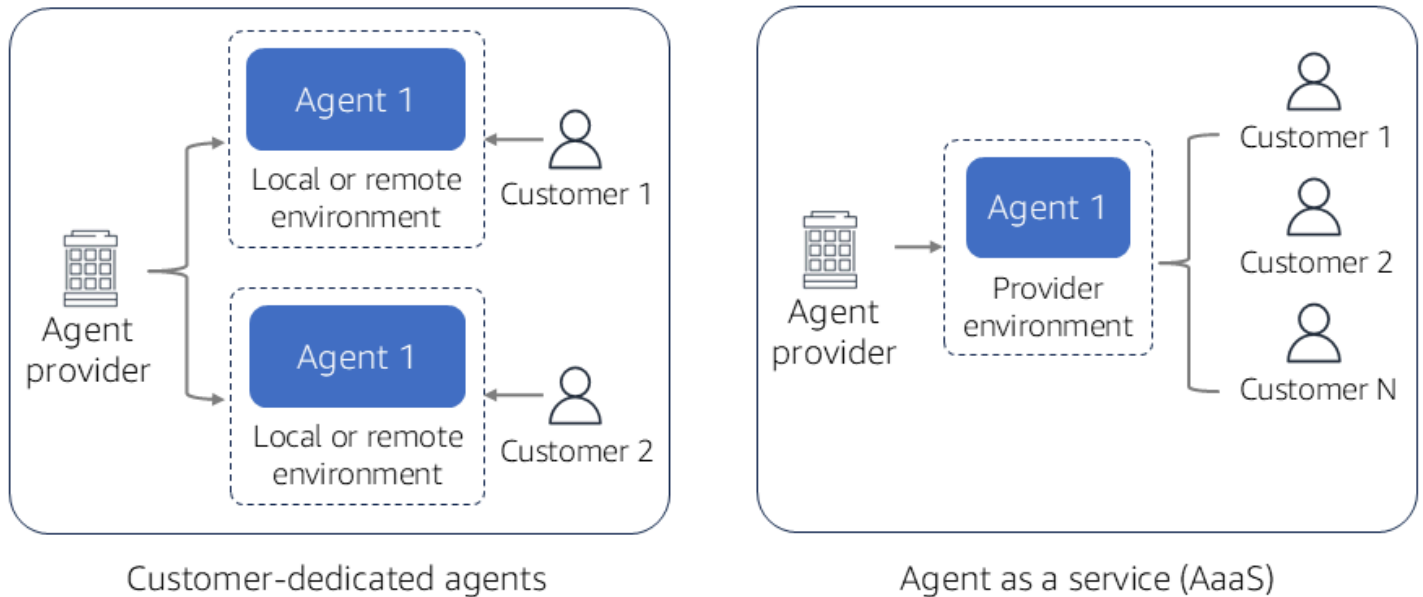 Agent 1
Local or remote
environment
Customer 1
Agent
provider
Agent 1
Local or remote
environment
Customer 2
Customer-dedicated agents
Agent
provider
Agent 1
Provider
environment
Customer 1
Customer 2
Customer N
Agent as a service (AaaS)